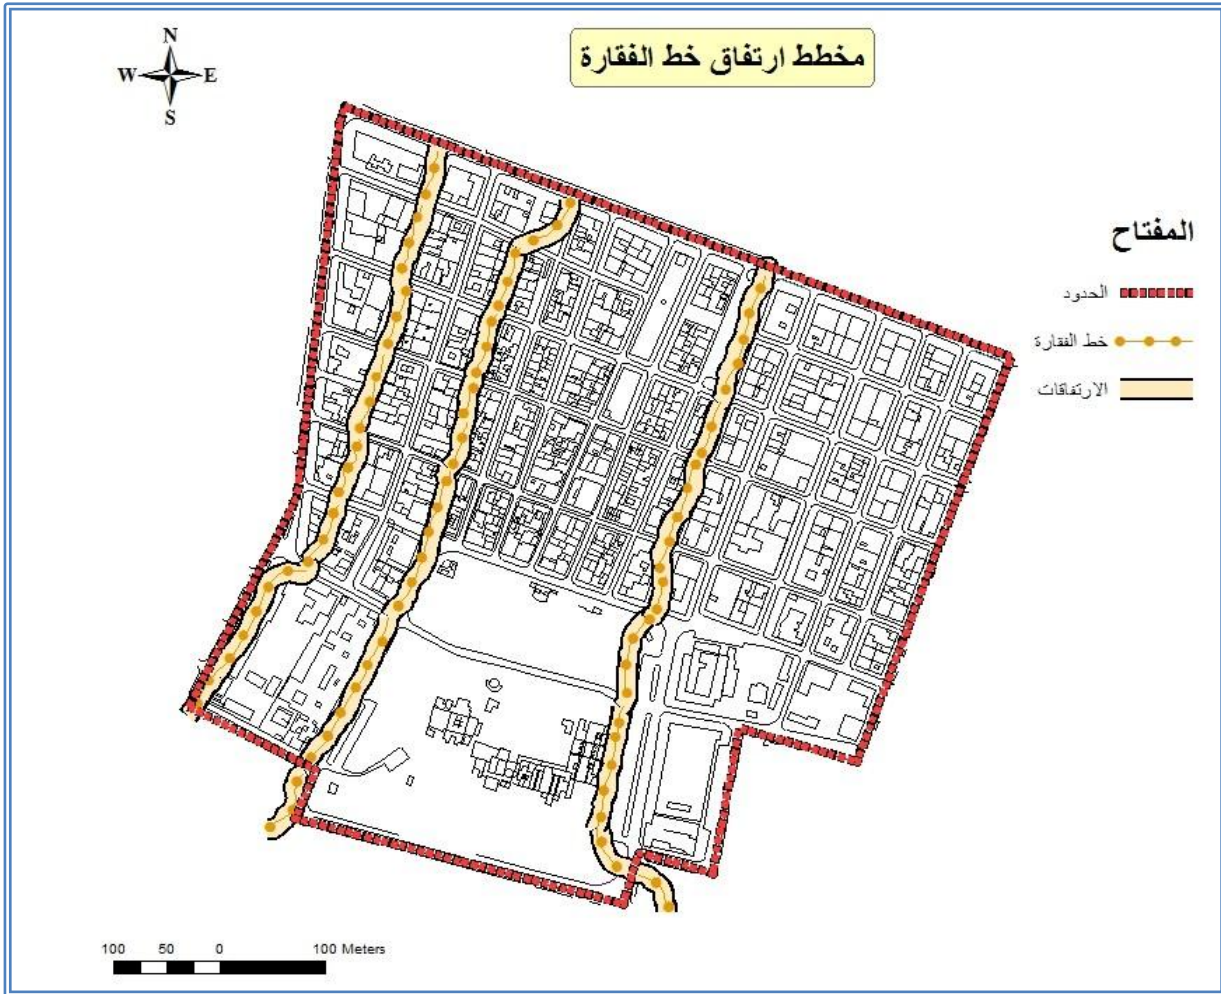 مخطط ارتفاق خط الفقارة
N
W E
S
المفتاح
الحدود
خط الفقارة
الارتفاقات
100 50 0 100 Meters